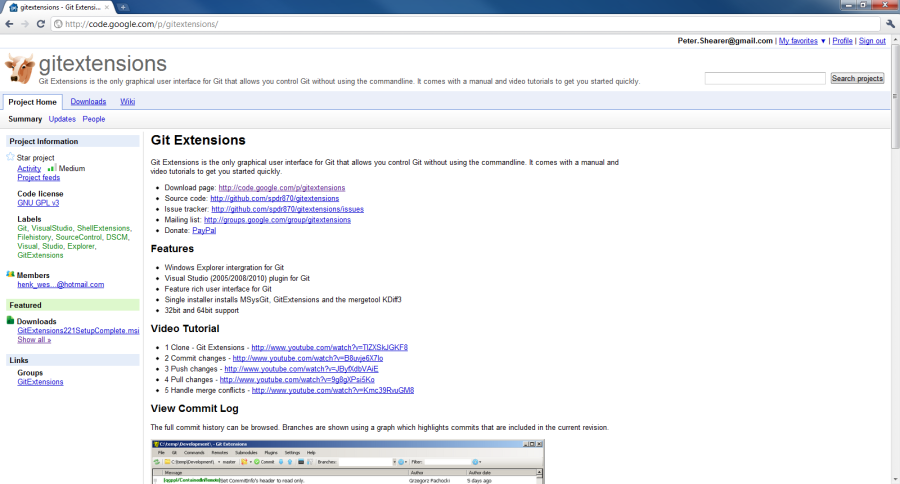 gitextensions - Git Extensi...
http://code.google.com/p/gitextensions/
Peter.Shearer@gmail.com | My favorites ▼ | Profile | Sign out
gitextensions
Git Extensions is the only graphical user interface for Git that allows you control Git without using the commandline. It comes with a manual and video tutorials to get you started quickly.
Search projects
Project Home Downloads Wiki
Summary Updates People
Project Information
Star project
Activity Medium
Project feeds
Code license
GNU GPL v3
Labels
Git, VisualStudio, ShellExtensions,
Filehistory, SourceControl, DSCM,
Visual, Studio, Explorer,
GitExtensions
Members
henk_wes...@hotmail.com
Featured
Downloads
GitExtensions221SetupComplete.msi
Show all »
Links
Groups
GitExtensions
Git Extensions
Git Extensions is the only graphical user interface for Git that allows you control Git without using the commandline. It comes with a manual and
video tutorials to get you started quickly.
• Download page: http://code.google.com/p/gitextensions
• Source code: http://github.com/spdr870/gitextensions
• Issue tracker: http://github.com/spdr870/gitextensions/issues
• Mailing list: http://groups.google.com/group/gitextensions
• Donate: PayPal
Features
• Windows Explorer intergration for Git
• Visual Studio (2005/2008/2010) plugin for Git
• Feature rich user interface for Git
• Single installer installs MSysGit, GitExtensions and the mergetool KDiff3
• 32bit and 64bit support
Video Tutorial
• 1 Clone - Git Extensions - http://www.youtube.com/watch?v=TlZXSkJGKF8
• 2 Commit changes - http://www.youtube.com/watch?v=B8uvje6X7lo
• 3 Push changes - http://www.youtube.com/watch?v=JByfXdbVAiE
• 4 Pull changes - http://www.youtube.com/watch?v=9g8gXPsi5Ko
• 5 Handle merge conflicts - http://www.youtube.com/watch?v=Kmc39RvuGM8
View Commit Log
The full commit history can be browsed. Branches are shown using a graph which highlights commits that are included in the current revision.
C:\temp\Development\ - Git Extensions
File Git Commands Remotes Submodules Plugins Settings Help
C:\temp\Development\ master Commit Branches: Filter:
Message Author Author date
Set CommitInfo's header to read only. Grzegorz Pachocki 5 days ago